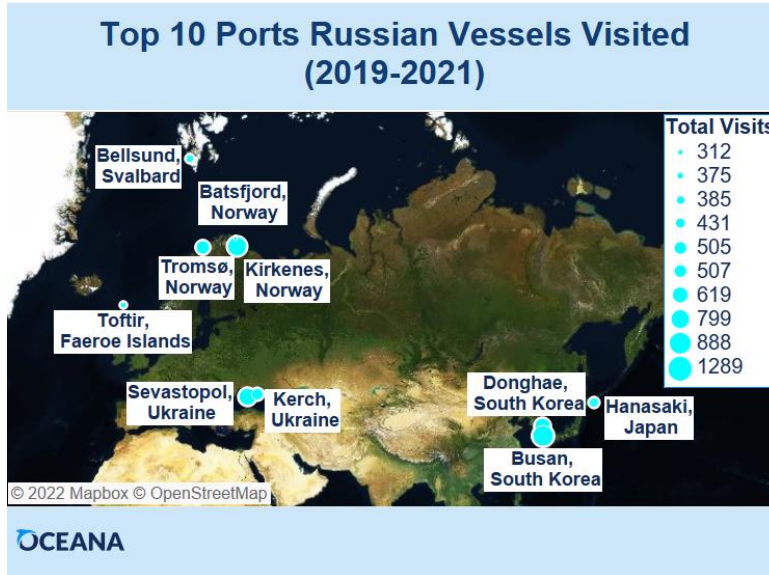 Top 10 Ports Russian Vessels Visited
(2019-2021)
Total Visits
312
375
385
431
505
507
619
799
888
1289
Bellsund,
Svalbard
Batsfjord,
Norway
Tromsø,
Norway
Kirkenes,
Norway
Toftir,
Faeroe Islands
Sevastopol,
Ukraine
Kerch,
Ukraine
Donghae,
South Korea
Hanasaki,
Japan
Busan,
South Korea
© 2022 Mapbox © OpenStreetMap
OCEANA